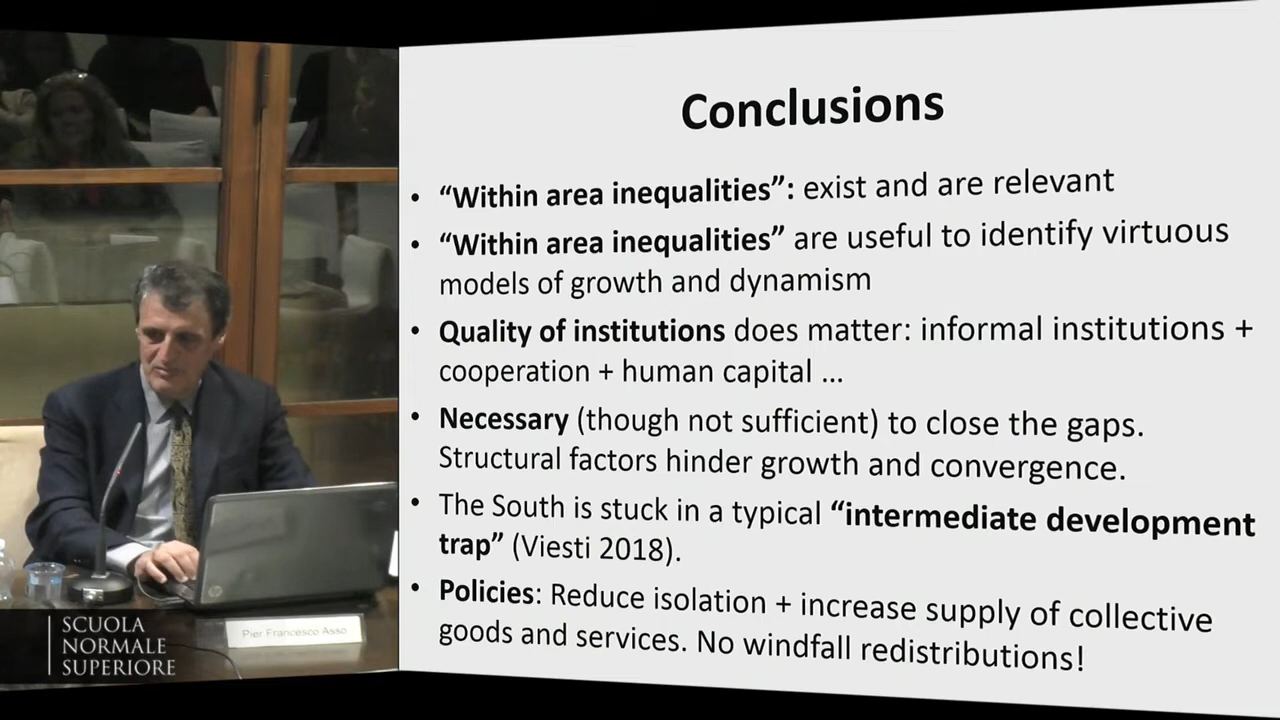 Conclusions
• “Within area inequalities”: exist and are relevant
• “Within area inequalities” are useful to identify virtuous
models of growth and dynamism
• Quality of institutions does matter: informal institutions +
cooperation + human capital ...
• Necessary (though not sufficient) to close the gaps.
Structural factors hinder growth and convergence.
• The South is stuck in a typical “intermediate development
trap” (Viesti 2018).
• Policies: Reduce isolation + increase supply of collective
goods and services. No windfall redistributions!
Pier Francesco Asso
SCUOLA
NORMALE
SUPERIORE